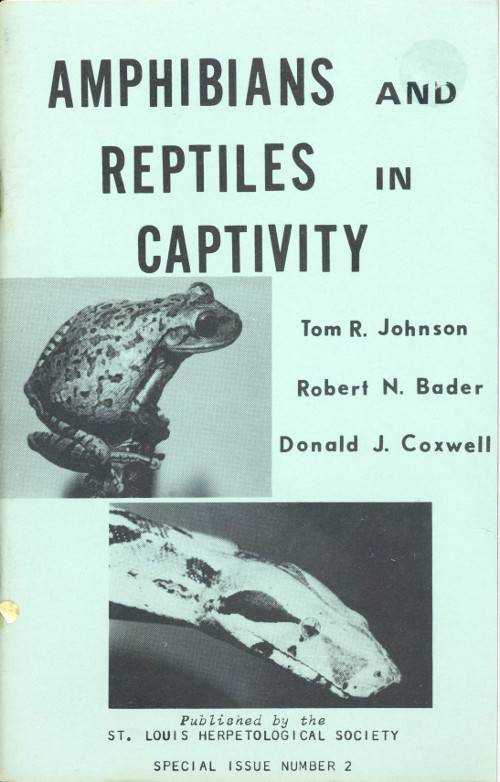 AMPHIBIANS AND
REPTILES IN
CAPTIVITY
Tom R. Johnson
Robert N. Bader
Donald J. Coxwell
Published by the
ST. LOUIS HERPETOLOGICAL SOCIETY
SPECIAL ISSUE NUMBER 2